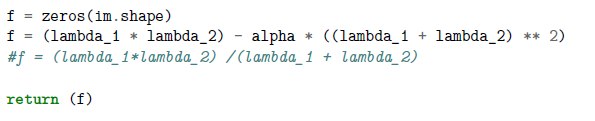 f = zeros(im.shape)
f = (lambda_1 * lambda_2) - alpha * ((lambda_1 + lambda_2) ** 2)
#f = (lambda_1*lambda_2) /(lambda_1 + lambda_2)
return (f)